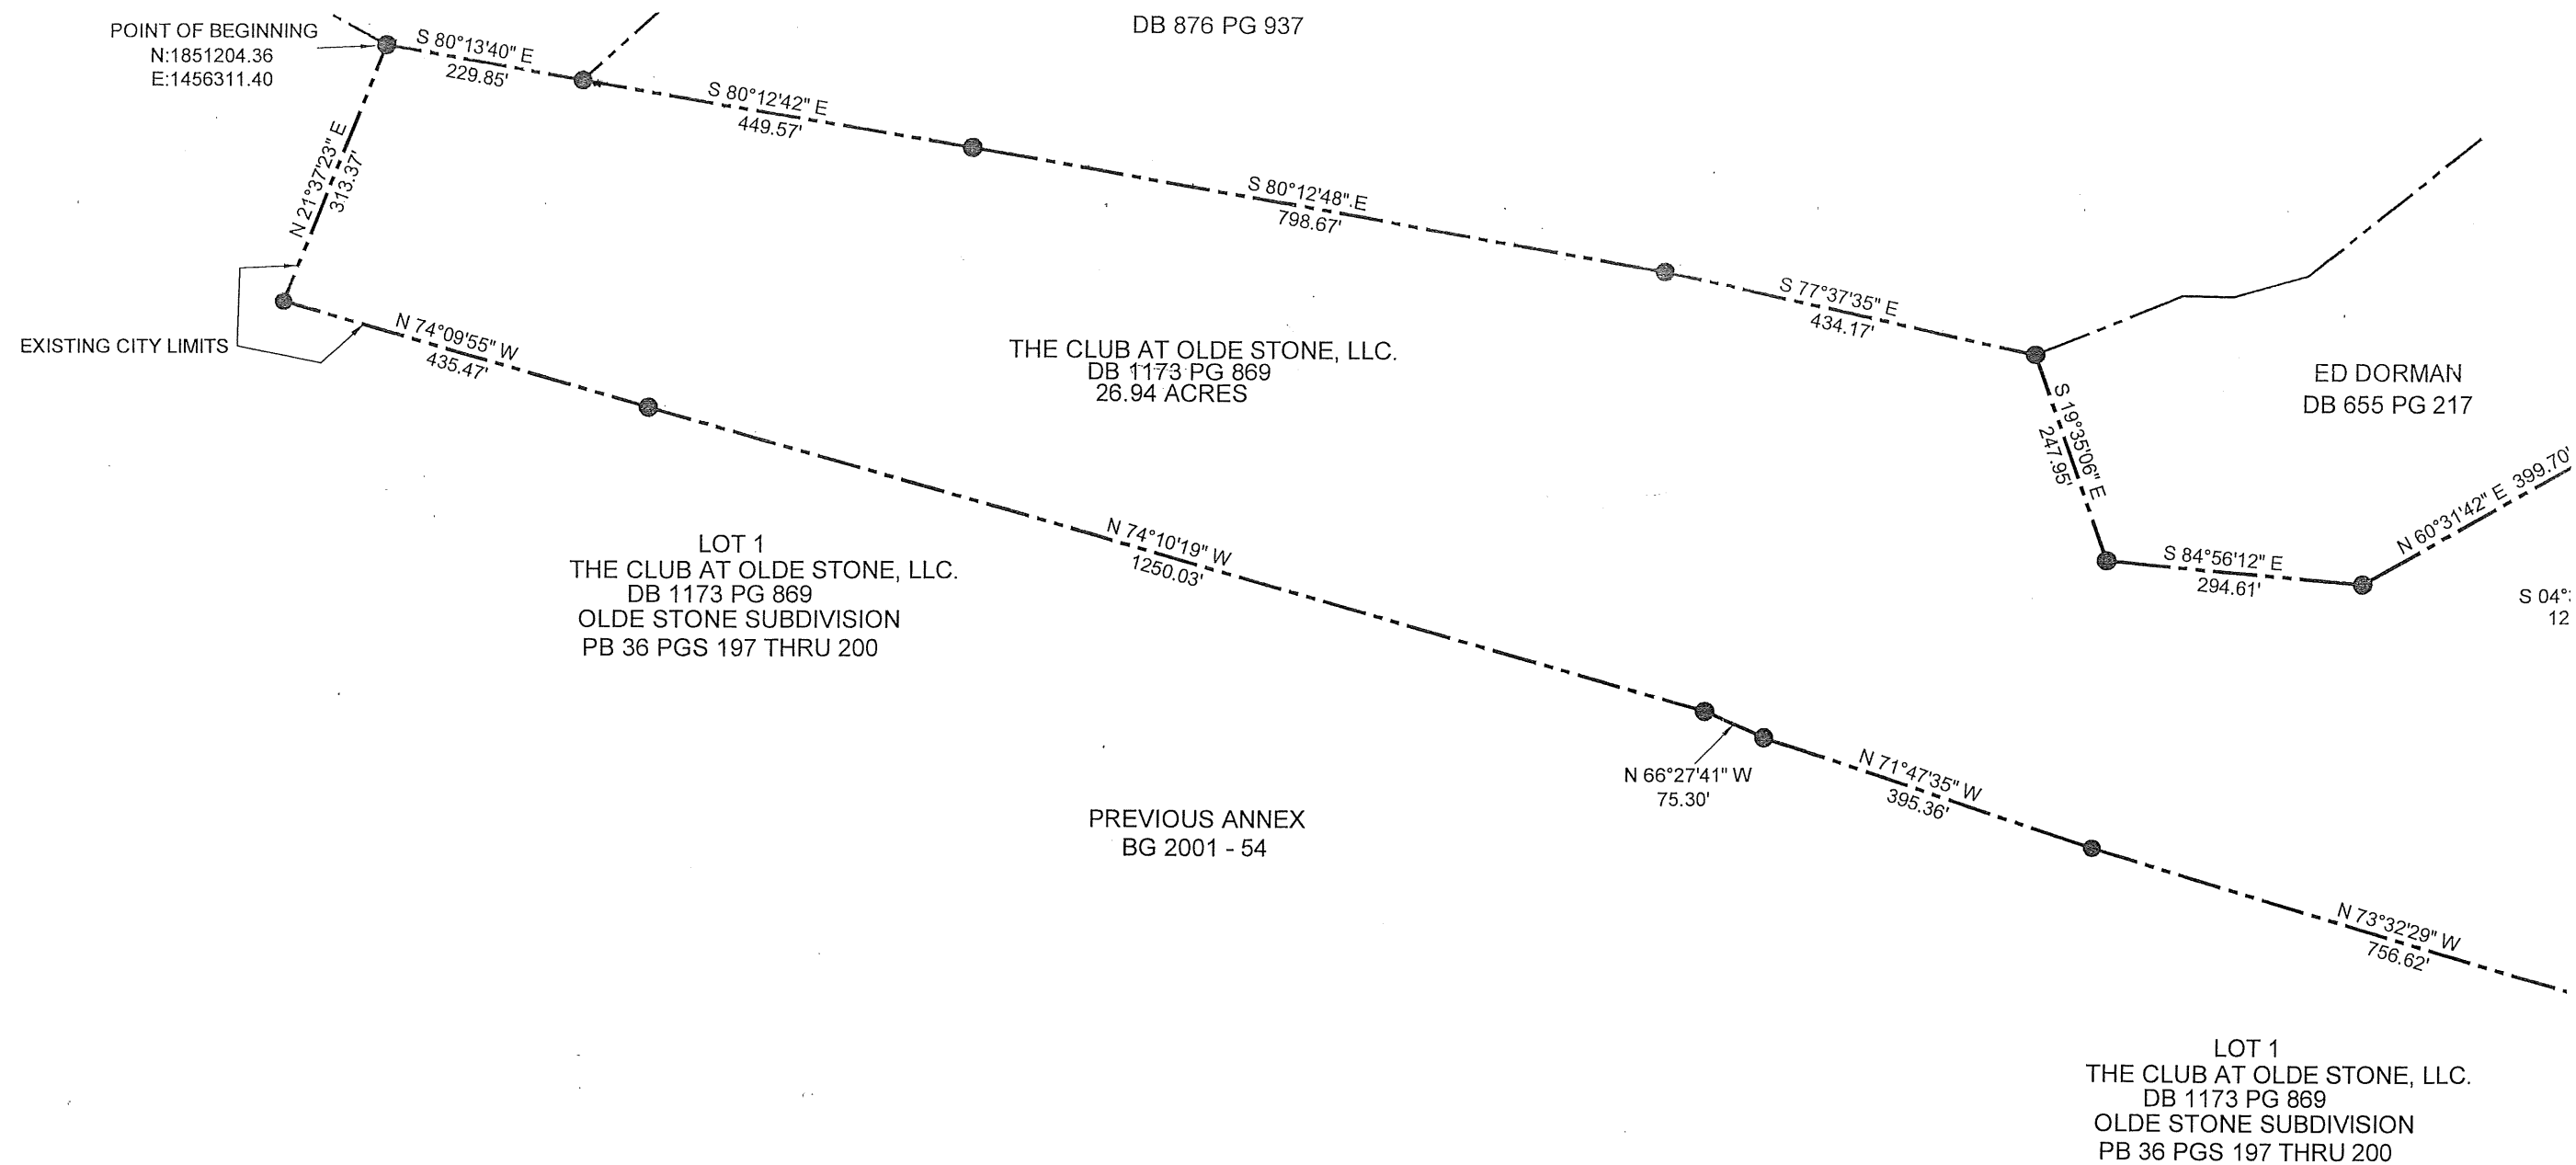 DB 876 PG 937
POINT OF BEGINNING
N:1851204.36
E:1456311.40
S 80°13'40" E
229.85'
S 80°12'42" E
449.57'
S 80°12'48" E
798.67'
S 77°37'35" E
434.17'
N 21°37'23" E
313.37'
EXISTING CITY LIMITS
N 74°09'55" W
435.47'
THE CLUB AT OLDE STONE, LLC.
DB 1173 PG 869
26.94 ACRES
ED DORMAN
DB 655 PG 217
S 19°35'06" E
247.95'
N 60°31'42" E 399.70'
S 84°56'12" E
294.61'
S 04°
12
LOT 1
THE CLUB AT OLDE STONE, LLC.
DB 1173 PG 869
OLDE STONE SUBDIVISION
PB 36 PGS 197 THRU 200
N 74°10'19" W
1250.03'
N 66°27'41" W
75.30'
N 71°47'35" W
395.36'
PREVIOUS ANNEX
BG 2001 - 54
N 73°32'29" W
756.62'
LOT 1
THE CLUB AT OLDE STONE, LLC.
DB 1173 PG 869
OLDE STONE SUBDIVISION
PB 36 PGS 197 THRU 200